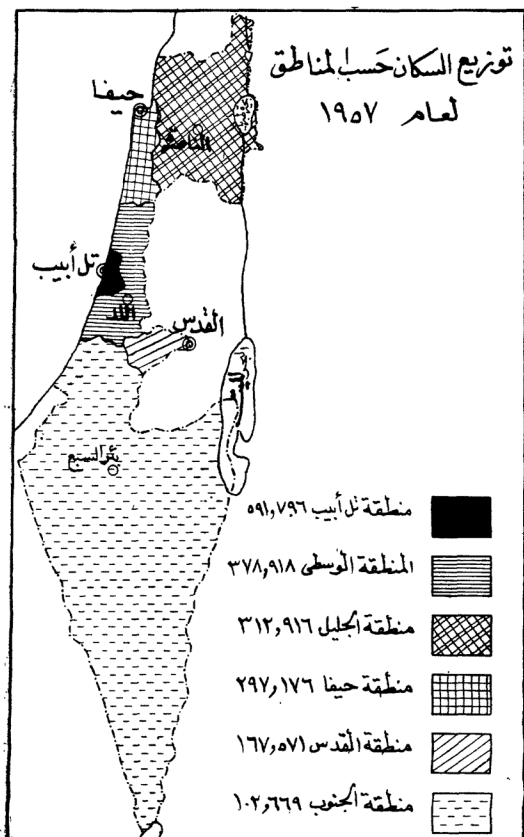 توزيع السكان حسب المناطق
لعام ١٩٥٧
حيفا
الناصرة
تل أبيب
اللد
القدس
بئر السبع
منطقة تل أبيب ٥٩١,٧٩٦
المنطقة الوسطى ٣٧٨,٩١٨
منطقة الجليل ٣١٢,٩١٦
منطقة حيفا ٢٩٧,١٧٦
منطقة القدس ١٦٧,٥٧١
منطقة الجنوب ١٠٢,٦٦٩